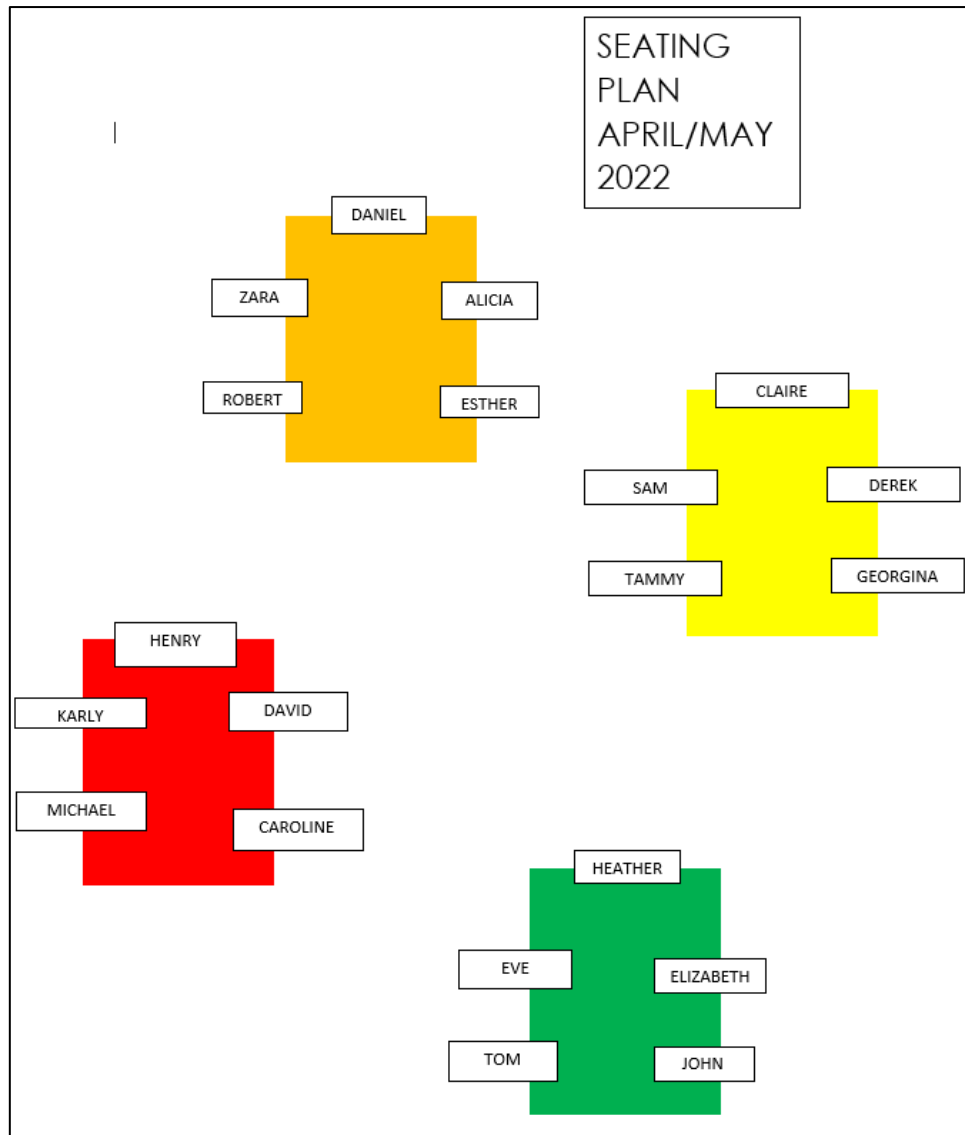 SEATING
PLAN
APRIL/MAY
2022
DANIEL
ZARA
ALICIA
ROBERT
ESTHER
CLAIRE
SAM
DEREK
TAMMY
GEORGINA
HENRY
KARLY
DAVID
MICHAEL
CAROLINE
HEATHER
EVE
ELIZABETH
TOM
JOHN